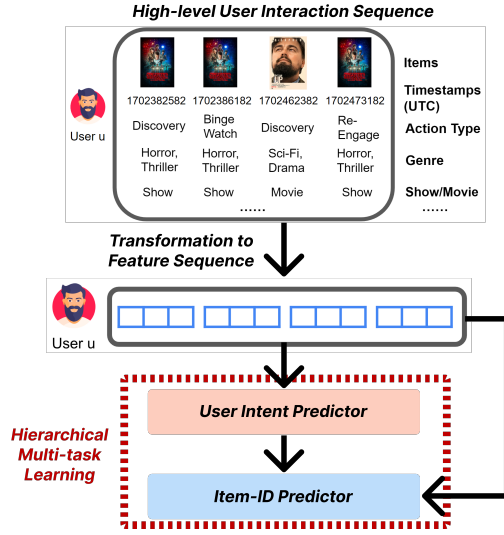 High-level User Interaction Sequence
Items
1702382582 1702386182 1702462382 1702473182
Timestamps
(UTC)
User u
Discovery Binge Watch Discovery Re-Engage
Action Type
Horror, Thriller Horror, Thriller Sci-Fi, Drama Horror, Thriller
Genre
Show Show Movie Show
Show/Movie
...... ......
Transformation to
Feature Sequence
User u
Hierarchical
Multi-task
Learning
User Intent Predictor
Item-ID Predictor